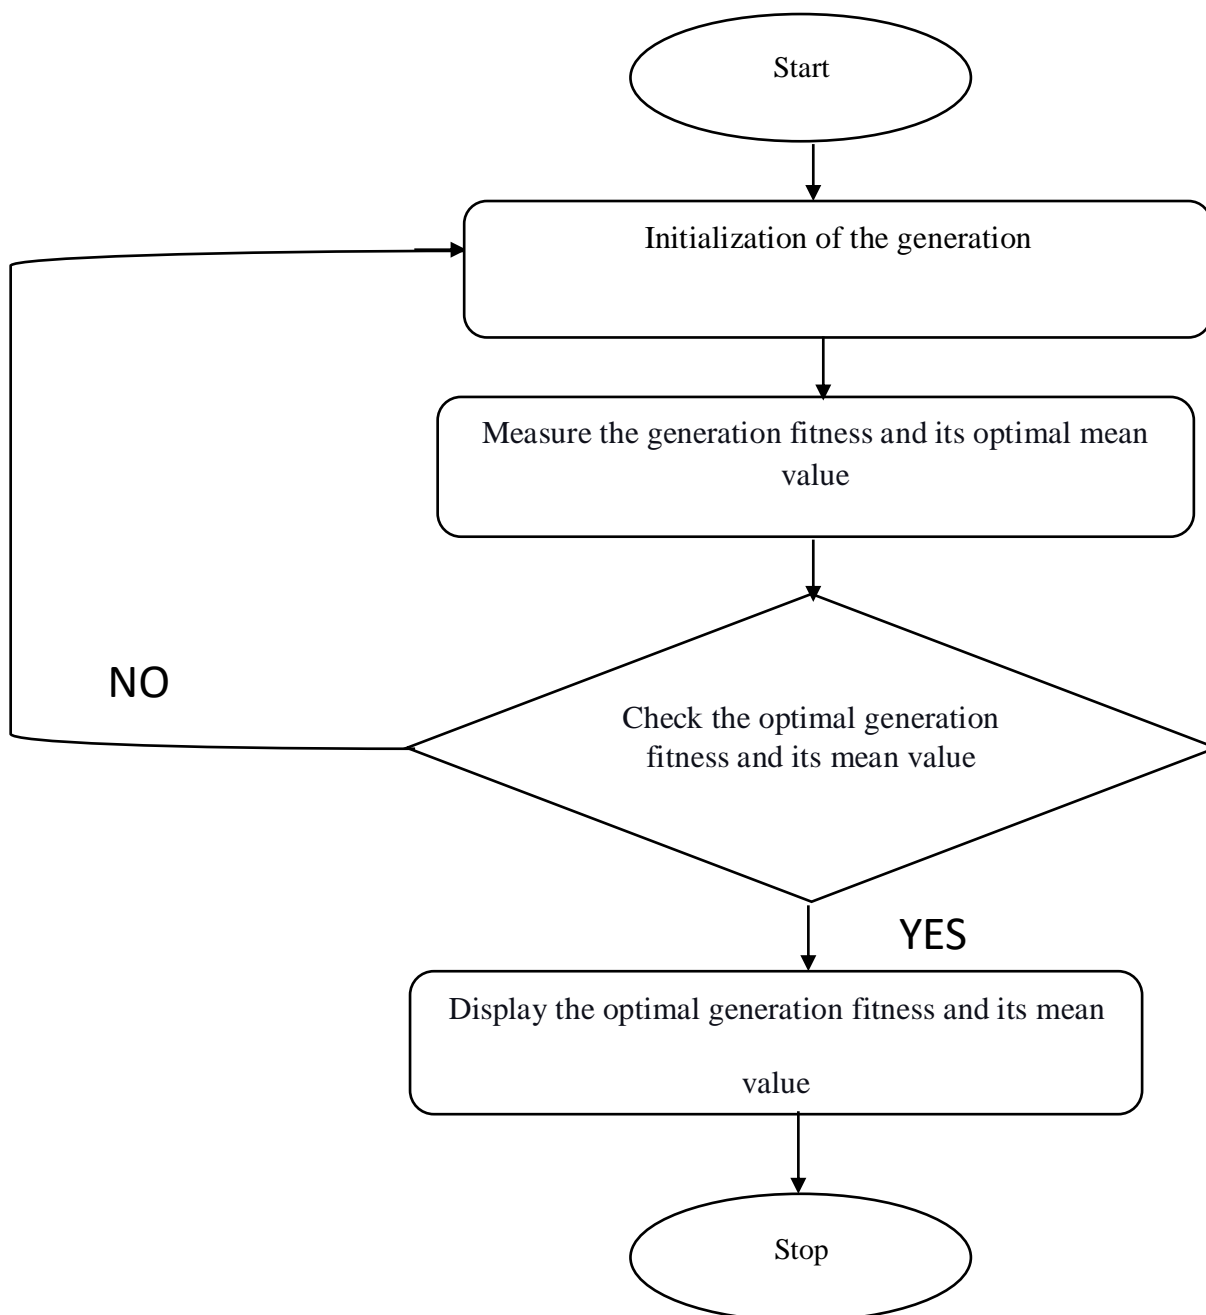 Start
Initialization of the generation
Measure the generation fitness and its optimal mean
value
NO
Check the optimal generation
fitness and its mean value
YES
Display the optimal generation fitness and its mean
value
Stop